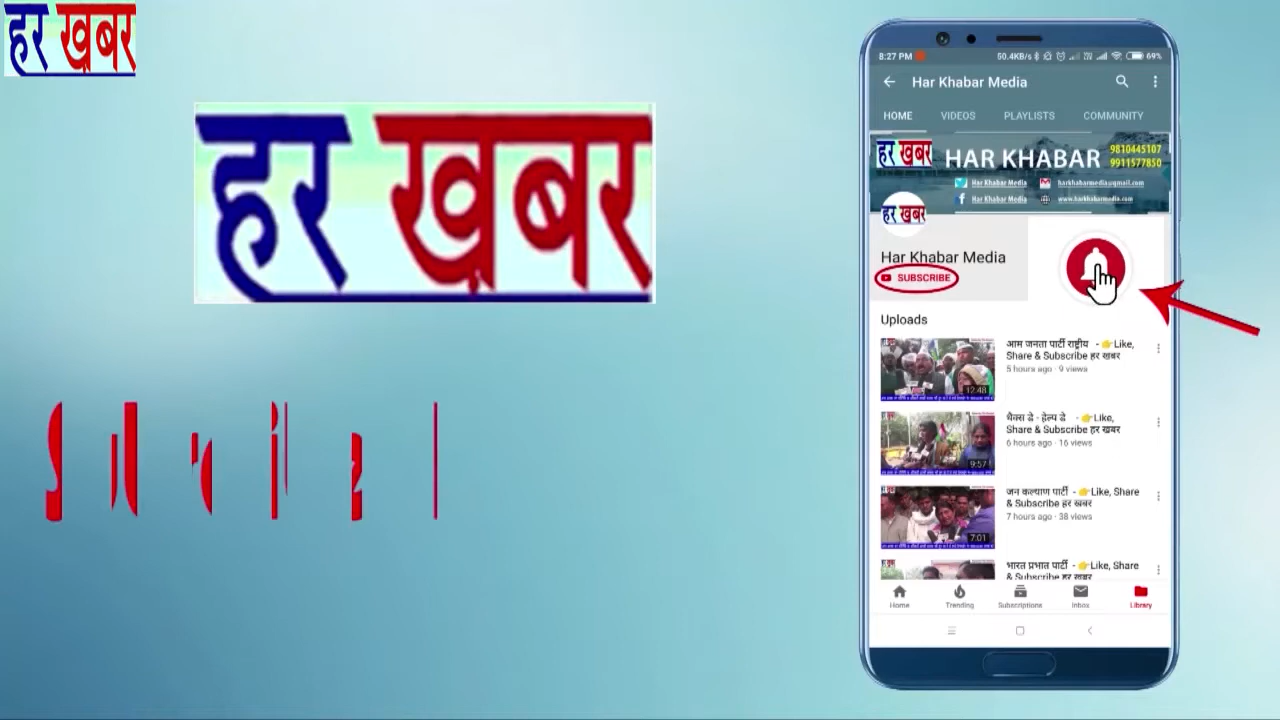 हर खबर
हर खबर
8:27 PM
50.4KB/s
69%
Har Khabar Media
HOME VIDEOS PLAYLISTS COMMUNITY
हर खबर
HAR KHABAR
9810445107
9911577850
Har Khabar Media
harkhabarmedia@gmail.com
Har Khabar Media
www.harkhabarmedia.com
हर खबर
Har Khabar Media
SUBSCRIBE
Uploads
आम जनता पार्टी राष्ट्रीय - 👉Like,
Share & Subscribe हर खबर
5 hours ago · 9 views
12:48
थैंक्स डे - हेल्प डे - 👉Like,
Share & Subscribe हर खबर
6 hours ago · 16 views
9:57
जन कल्याण पार्टी - 👉Like, Share
& Subscribe हर खबर
7 hours ago · 38 views
7:01
भारत प्रभात पार्टी - 👉Like, Share
& Subscribe हर खबर
Home Trending Subscriptions Inbox Library